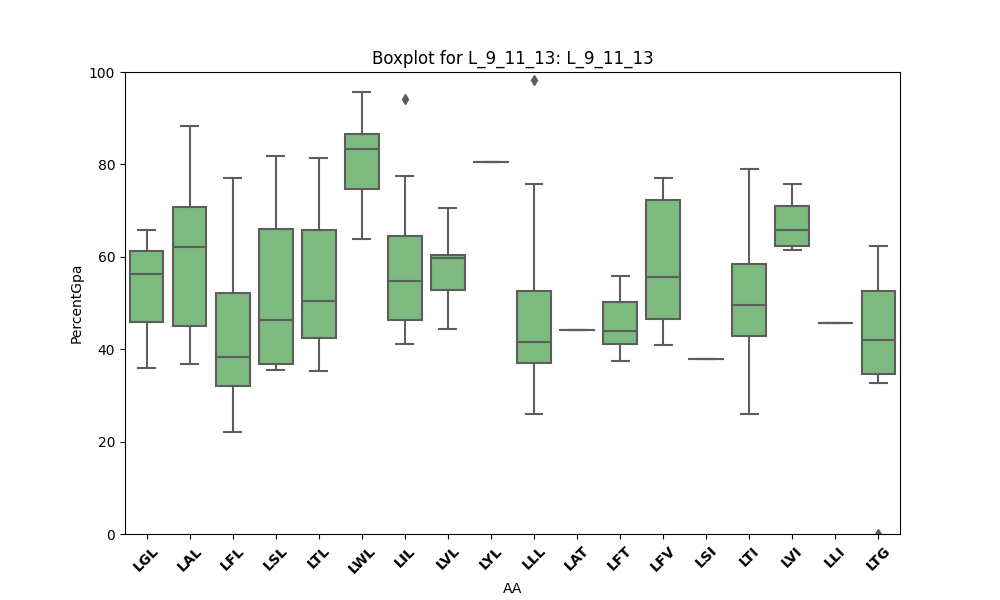 Boxplot for L_9_11_13: L_9_11_13
100
80
60
40
20
0
PercentGpa
LGL LAL LFL LSL LTL LWL LIL LVL LYL LLL LAT LFT LFV LSI LTI LVI LLI LTG
AA